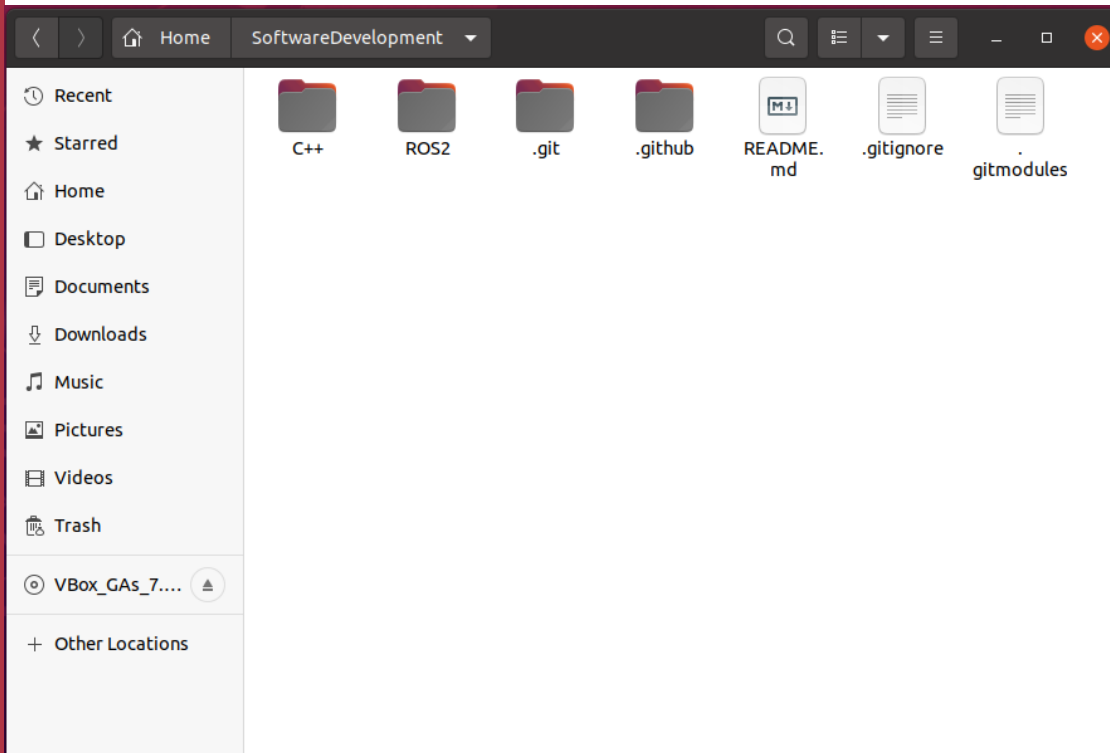 Home SoftwareDevelopment
Recent
Starred
Home
Desktop
Documents
Downloads
Music
Pictures
Videos
Trash
VBox_GAs_7....
+ Other Locations
C++
ROS2
.git
.github
README.
md
.gitignore
.
gitmodules